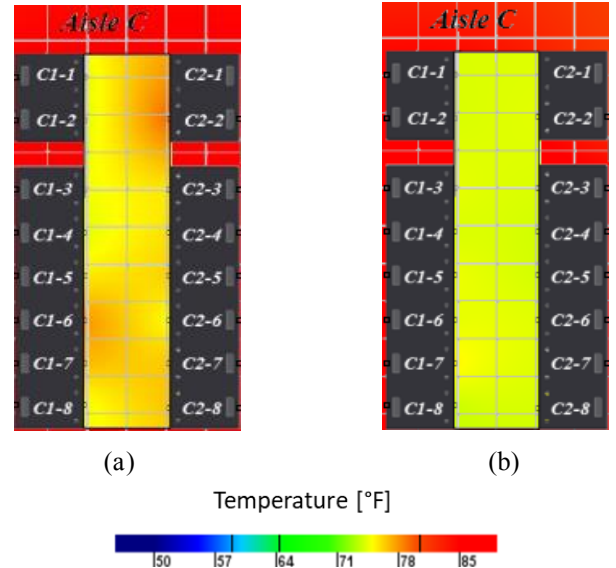 Aisle C Aisle C
C1-1 C2-1 C1-1 C2-1
C1-2 C2-2 C1-2 C2-2
C1-3 C2-3 C1-3 C2-3
C1-4 C2-4 C1-4 C2-4
C1-5 C2-5 C1-5 C2-5
C1-6 C2-6 C1-6 C2-6
C1-7 C2-7 C1-7 C2-7
C1-8 C2-8 C1-8 C2-8
(a) (b)
Temperature [°F]
50 57 64 71 78 85